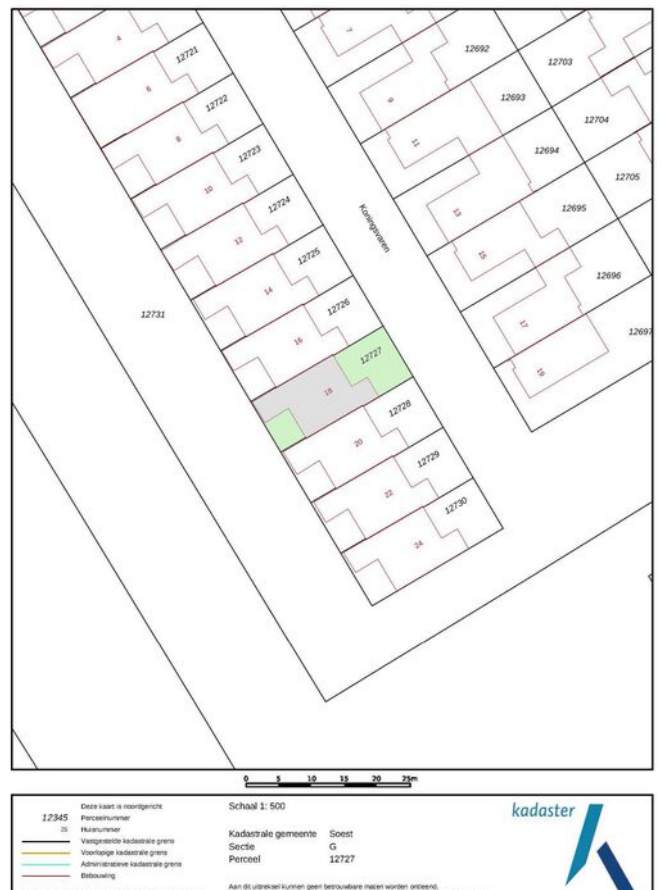 4
12721
6
12722
8
12723
10
12724
12
12725
14
12726
16
12727
18
12728
20
12729
22
12730
24
12731
Koningsvaren
7
12692
9
12693
11
12694
13
12695
15
12696
17
12697
19
12703
12704
12705
0 5 10 15 20 25m
Deze kaart is noordgericht
12345 Perceelnummer
25 Huisnummer
Vastgestelde kadastrale grens
Voorlopige kadastrale grens
Administratieve kadastrale grens
Bebouwing
Schaal 1: 500
Kadastrale gemeente Soest
Sectie G
Perceel 12727
Aan dit uittreksel kunnen geen betrouwbare maten worden ontleend.
kadaster